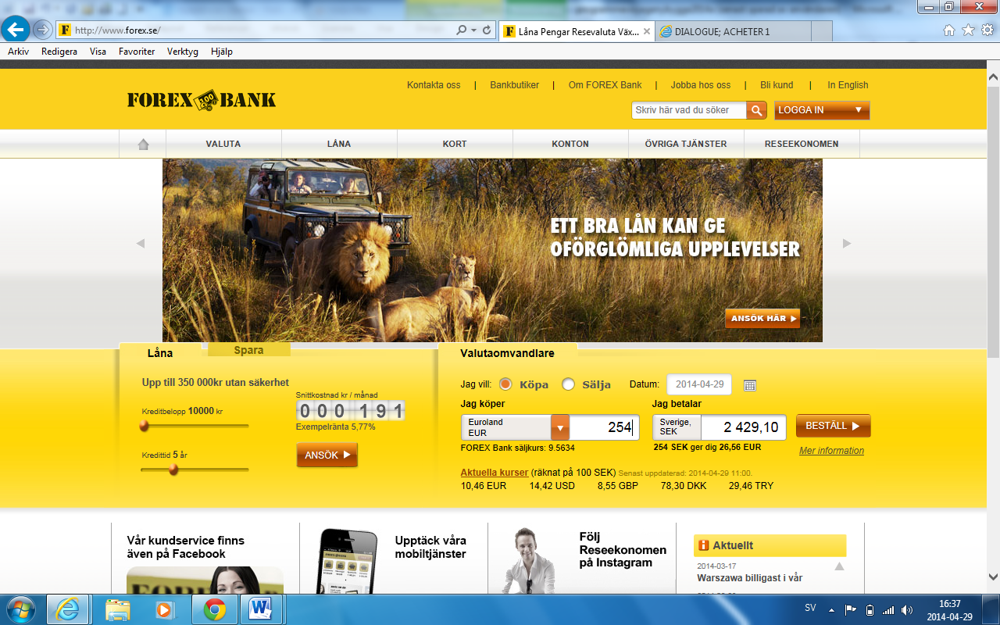 http://www.forex.se/
Låna Pengar Resevaluta Väx...
DIALOGUE; ACHETER 1
Arkiv Redigera Visa Favoriter Verktyg Hjälp
Kontakta oss | Bankbutiker | Om FOREX Bank | Jobba hos oss | Bli kund | In English
FOREX 100 BANK
Skriv här vad du söker
LOGGA IN
VALUTA LÅNA KORT KONTON ÖVRIGA TJÄNSTER RESEEKONOMEN
ETT BRA LÅN KAN GE
OFÖRGLÖMLIGA UPPLEVELSER
ANSÖK HÄR
Låna
Spara
Upp till 350 000kr utan säkerhet
Kreditbelopp 10000 kr
Kredittid 5 år
Snittkostnad kr / månad
000 191
Exempelränta 5,77%
ANSÖK
Valutaomvandlare
Jag vill: Köpa Sälja Datum: 2014-04-29
Jag köper
Euroland
EUR
254
FOREX Bank säljkurs: 9.5634
Jag betalar
Sverige,
SEK
2 429,10
254 SEK ger dig 26,56 EUR
BESTÄLL
Mer information
Aktuella kurser (räknat på 100 SEK) Senast uppdaterad: 2014-04-29 11:00.
10,46 EUR 14,42 USD 8,55 GBP 78,30 DKK 29,46 TRY
Vår kundservice finns
även på Facebook
Upptäck våra
mobiltjänster
Följ
Reseekonomen
på Instagram
Aktuellt
2014-03-17
Warszawa billigast i vår
SV
16:37
2014-04-29